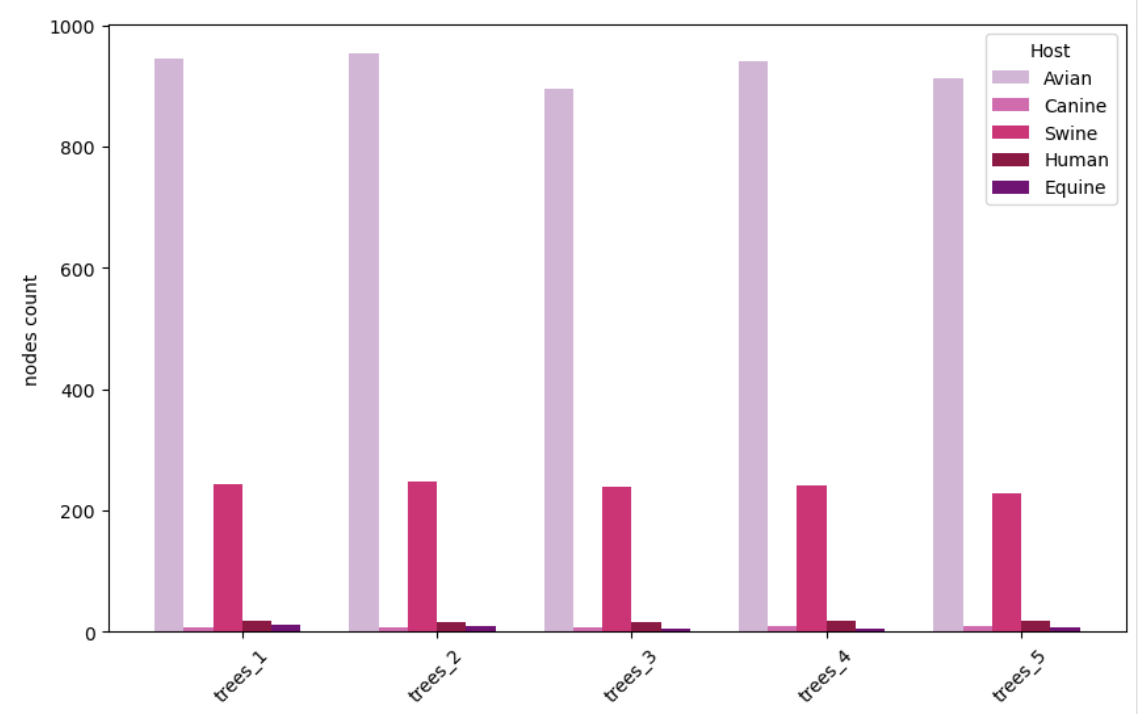 1000
800
600
400
200
0
nodes count
Host
Avian
Canine
Swine
Human
Equine
trees_1
trees_2
trees_3
trees_4
trees_5